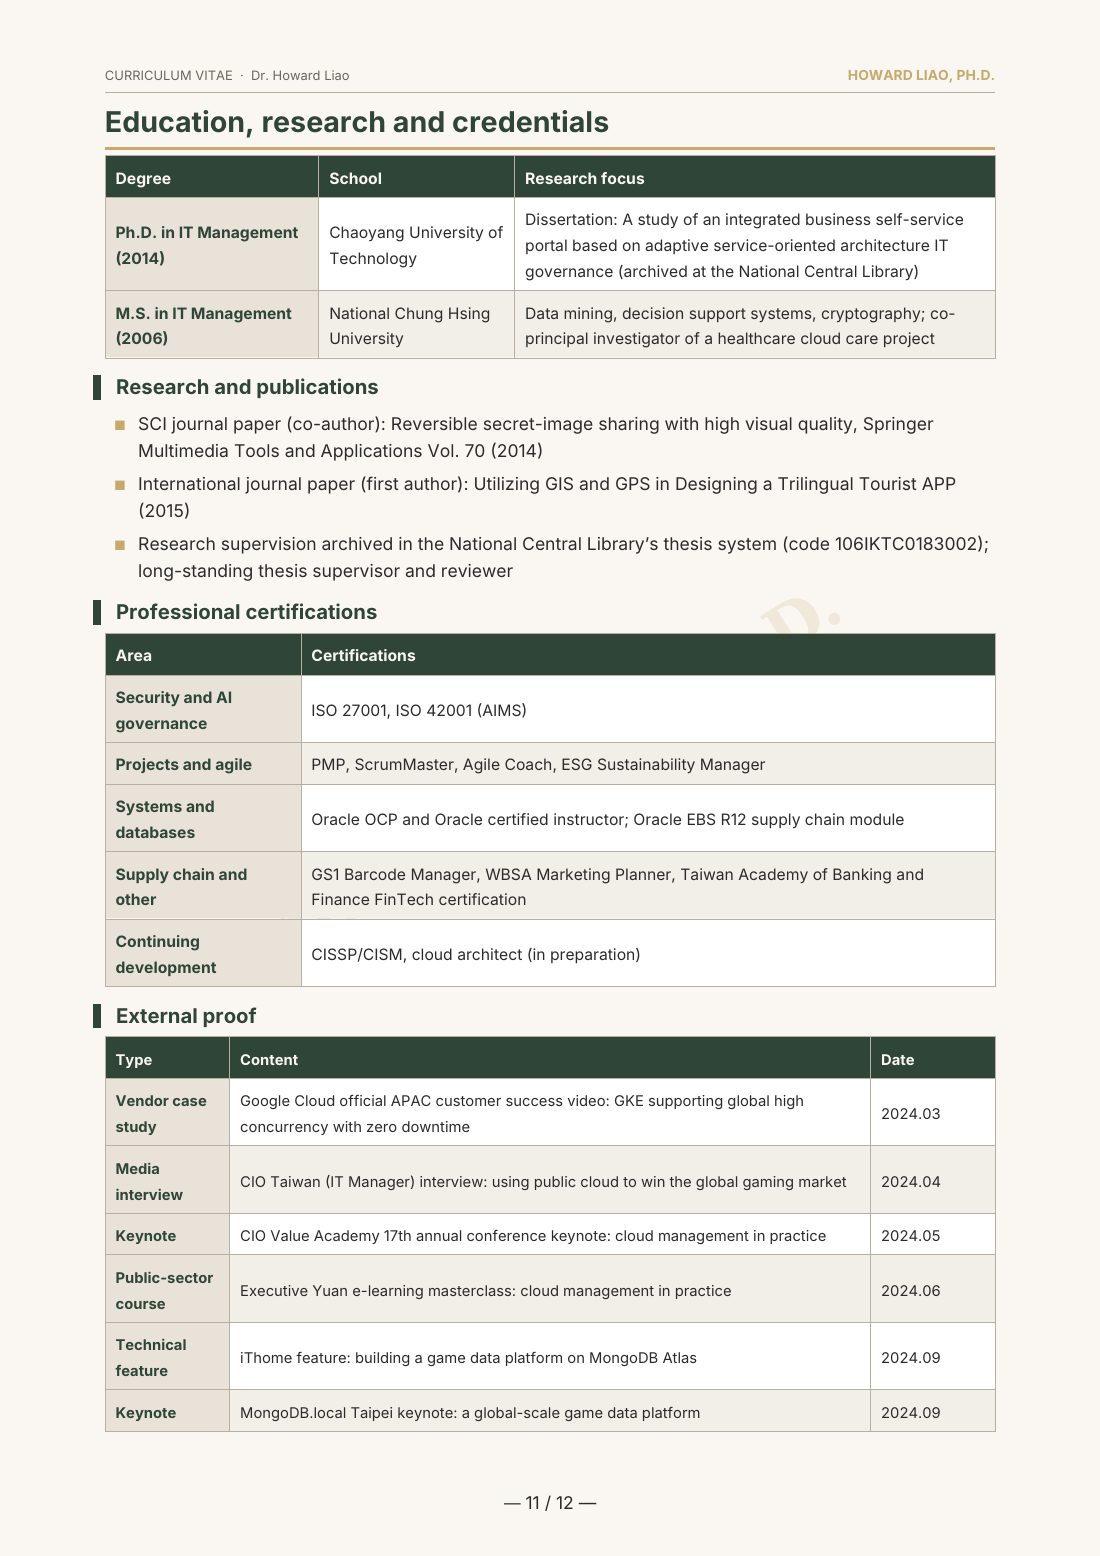 CURRICULUM VITAE · Dr. Howard Liao
HOWARD LIAO, PH.D.
Education, research and credentials
Degree School Research focus
Ph.D. in IT Management
(2014)
Chaoyang University of
Technology
Dissertation: A study of an integrated business self-service
portal based on adaptive service-oriented architecture IT
governance (archived at the National Central Library)
M.S. in IT Management
(2006)
National Chung Hsing
University
Data mining, decision support systems, cryptography; co-
principal investigator of a healthcare cloud care project
Research and publications
SCI journal paper (co-author): Reversible secret-image sharing with high visual quality, Springer
Multimedia Tools and Applications Vol. 70 (2014)
International journal paper (first author): Utilizing GIS and GPS in Designing a Trilingual Tourist APP
(2015)
Research supervision archived in the National Central Library’s thesis system (code 106IKTC0183002);
long-standing thesis supervisor and reviewer
Professional certifications
D.
Area Certifications
Security and AI
governance
ISO 27001, ISO 42001 (AIMS)
Projects and agile PMP, ScrumMaster, Agile Coach, ESG Sustainability Manager
Systems and
databases
Oracle OCP and Oracle certified instructor; Oracle EBS R12 supply chain module
Supply chain and
other
GS1 Barcode Manager, WBSA Marketing Planner, Taiwan Academy of Banking and
Finance FinTech certification
Continuing
development
CISSP/CISM, cloud architect (in preparation)
External proof
Type Content Date
Vendor case
study
Google Cloud official APAC customer success video: GKE supporting global high
concurrency with zero downtime
2024.03
Media
interview
CIO Taiwan (IT Manager) interview: using public cloud to win the global gaming market
2024.04
Keynote CIO Value Academy 17th annual conference keynote: cloud management in practice 2024.05
Public-sector
course
Executive Yuan e-learning masterclass: cloud management in practice
2024.06
Technical
feature
iThome feature: building a game data platform on MongoDB Atlas
2024.09
Keynote MongoDB.local Taipei keynote: a global-scale game data platform 2024.09
— 11 / 12 —